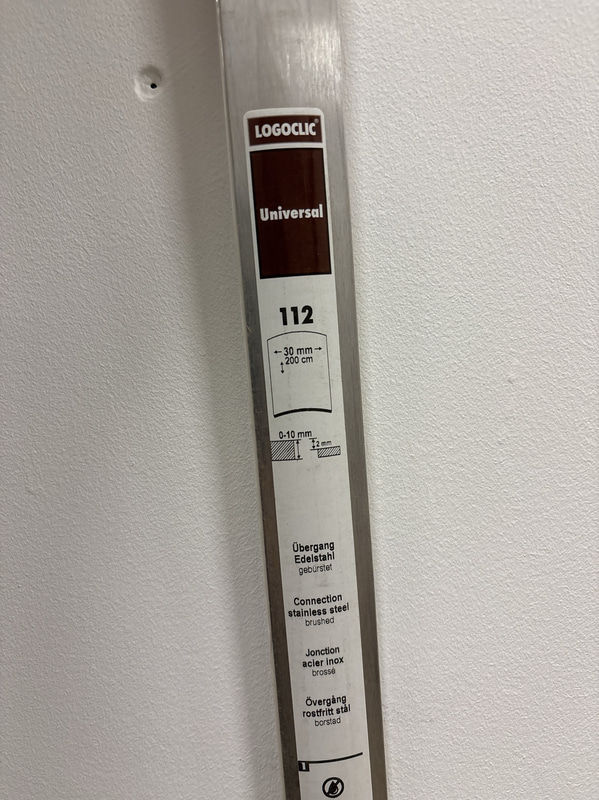 LOGOCLIC®
Universal
112
30 mm
200 cm
0-10 mm
2 mm
Übergang
Edelstahl
gebürstet
Connection
stainless steel
brushed
Jonction
acier inox
brossé
Övergång
rostfritt stål
borstad
1